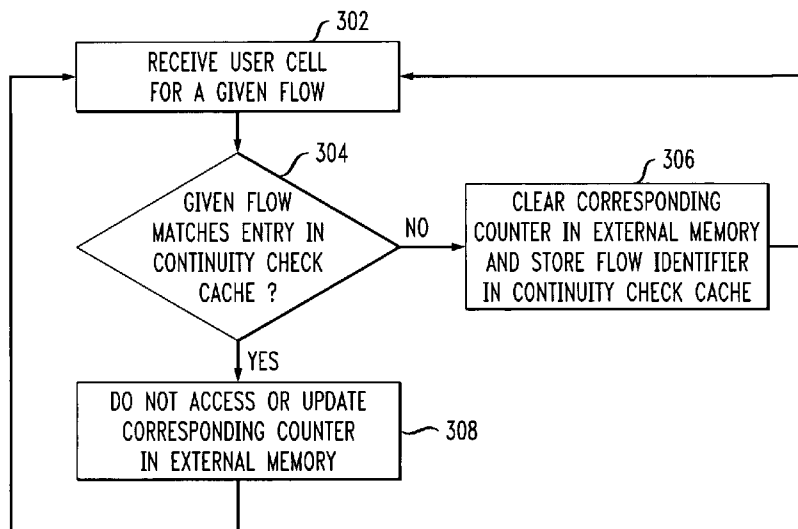 302
RECEIVE USER CELL
FOR A GIVEN FLOW
304
GIVEN FLOW
MATCHES ENTRY IN
CONTINUITY CHECK
CACHE ?
NO
306
CLEAR CORRESPONDING
COUNTER IN EXTERNAL MEMORY
AND STORE FLOW IDENTIFIER
IN CONTINUITY CHECK CACHE
YES
DO NOT ACCESS OR UPDATE
CORRESPONDING COUNTER
IN EXTERNAL MEMORY
308